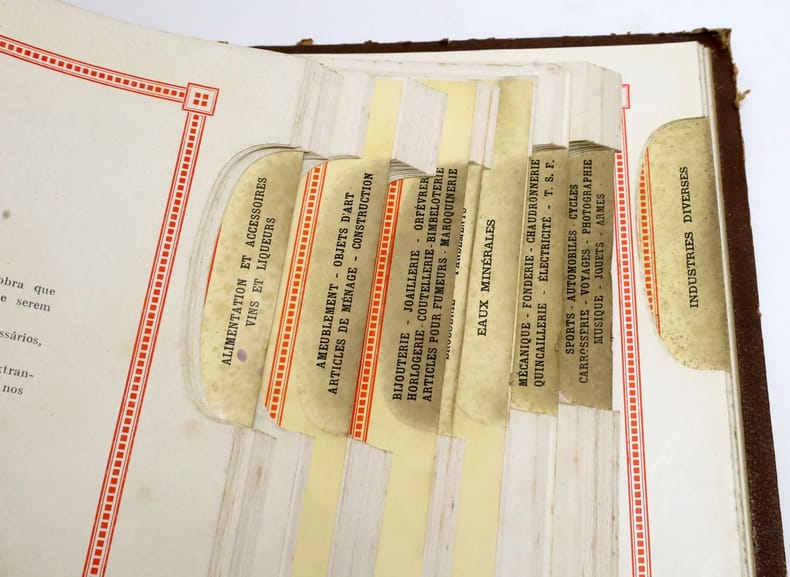 obra que
serem
ssários,
xtran-
nos
ALIMENTATION ET ACCESSOIRES
VINS ET LIQUEURS
AMEUBLEMENT - OBJETS D'ART
ARTICLES DE MÉNAGE - CONSTRUCTION
BIJOUTERIE - JOAILLERIE - ORFÉVRER
HORLOGERIE - COUTELLERIE - BIMBELOTERIE
ARTICLES POUR FUMEURS - MAROQUINERIE
EAUX MINÉRALES
MÉCANIQUE - FONDERIE - CHAUDRONNERIE
QUINCAILLERIE - ÉLECTRICITÉ - T. S. F.
SPORTS - AUTOMOBILES - CYCLES
CARROSSERIE - VOYAGES - PHOTOGRAPHIE
MUSIQUE - JOUETS - ARMES
INDUSTRIES DIVERSES